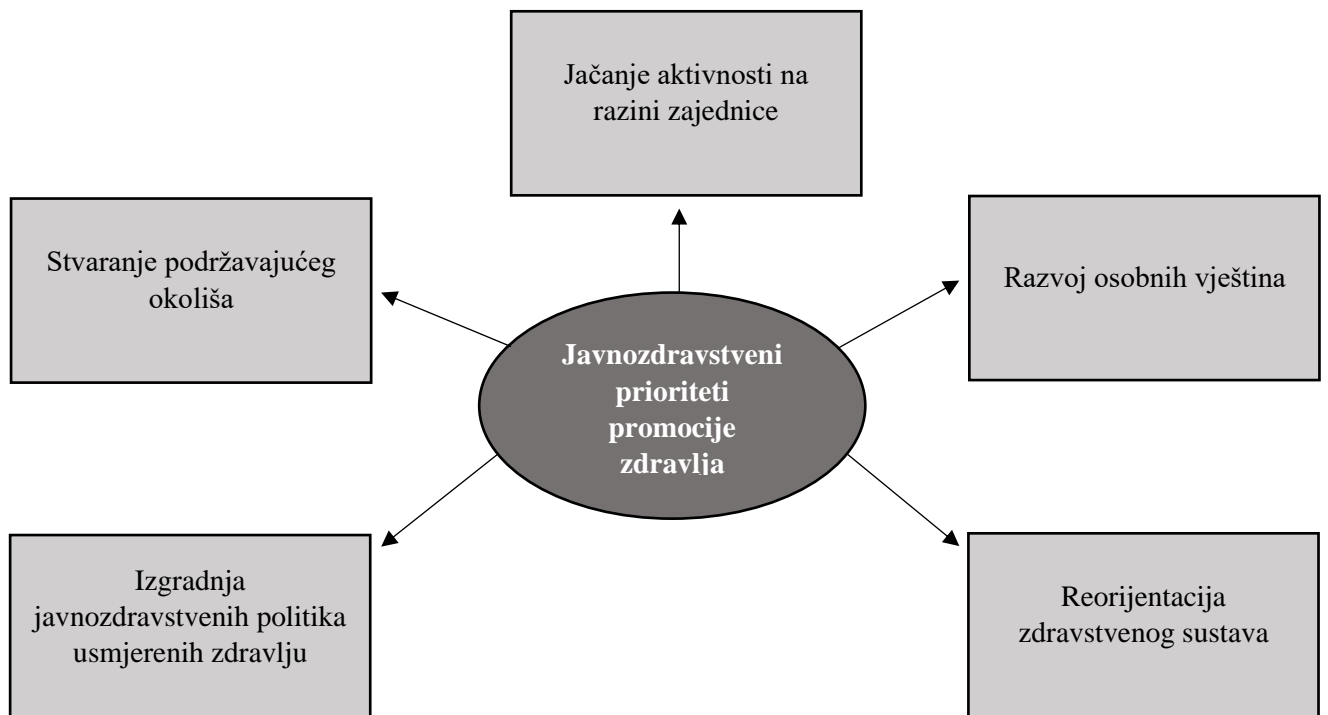 Jačanje aktivnosti na
razini zajednice
Stvaranje podržavajućeg
okoliša
Razvoj osobnih vještina
Javnozdravstveni
prioriteti
promocije
zdravlja
Izgradnja
javnozdravstvenih politika
usmjerenih zdravlju
Reorijentacija
zdravstvenog sustava